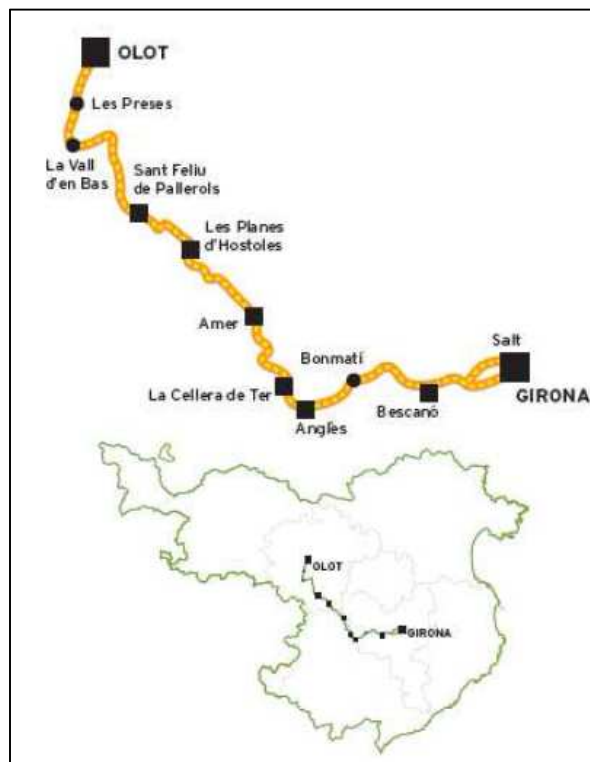 OLOT
Les Preses
La Vall
d'en Bas
Sant Feliu
de Pallerols
Les Planes
d'Hostoles
Amer
Bonmatí
Salt
La Cellera de Ter
GIRONA
Bescanó
Anglès
OLOT
GIRONA